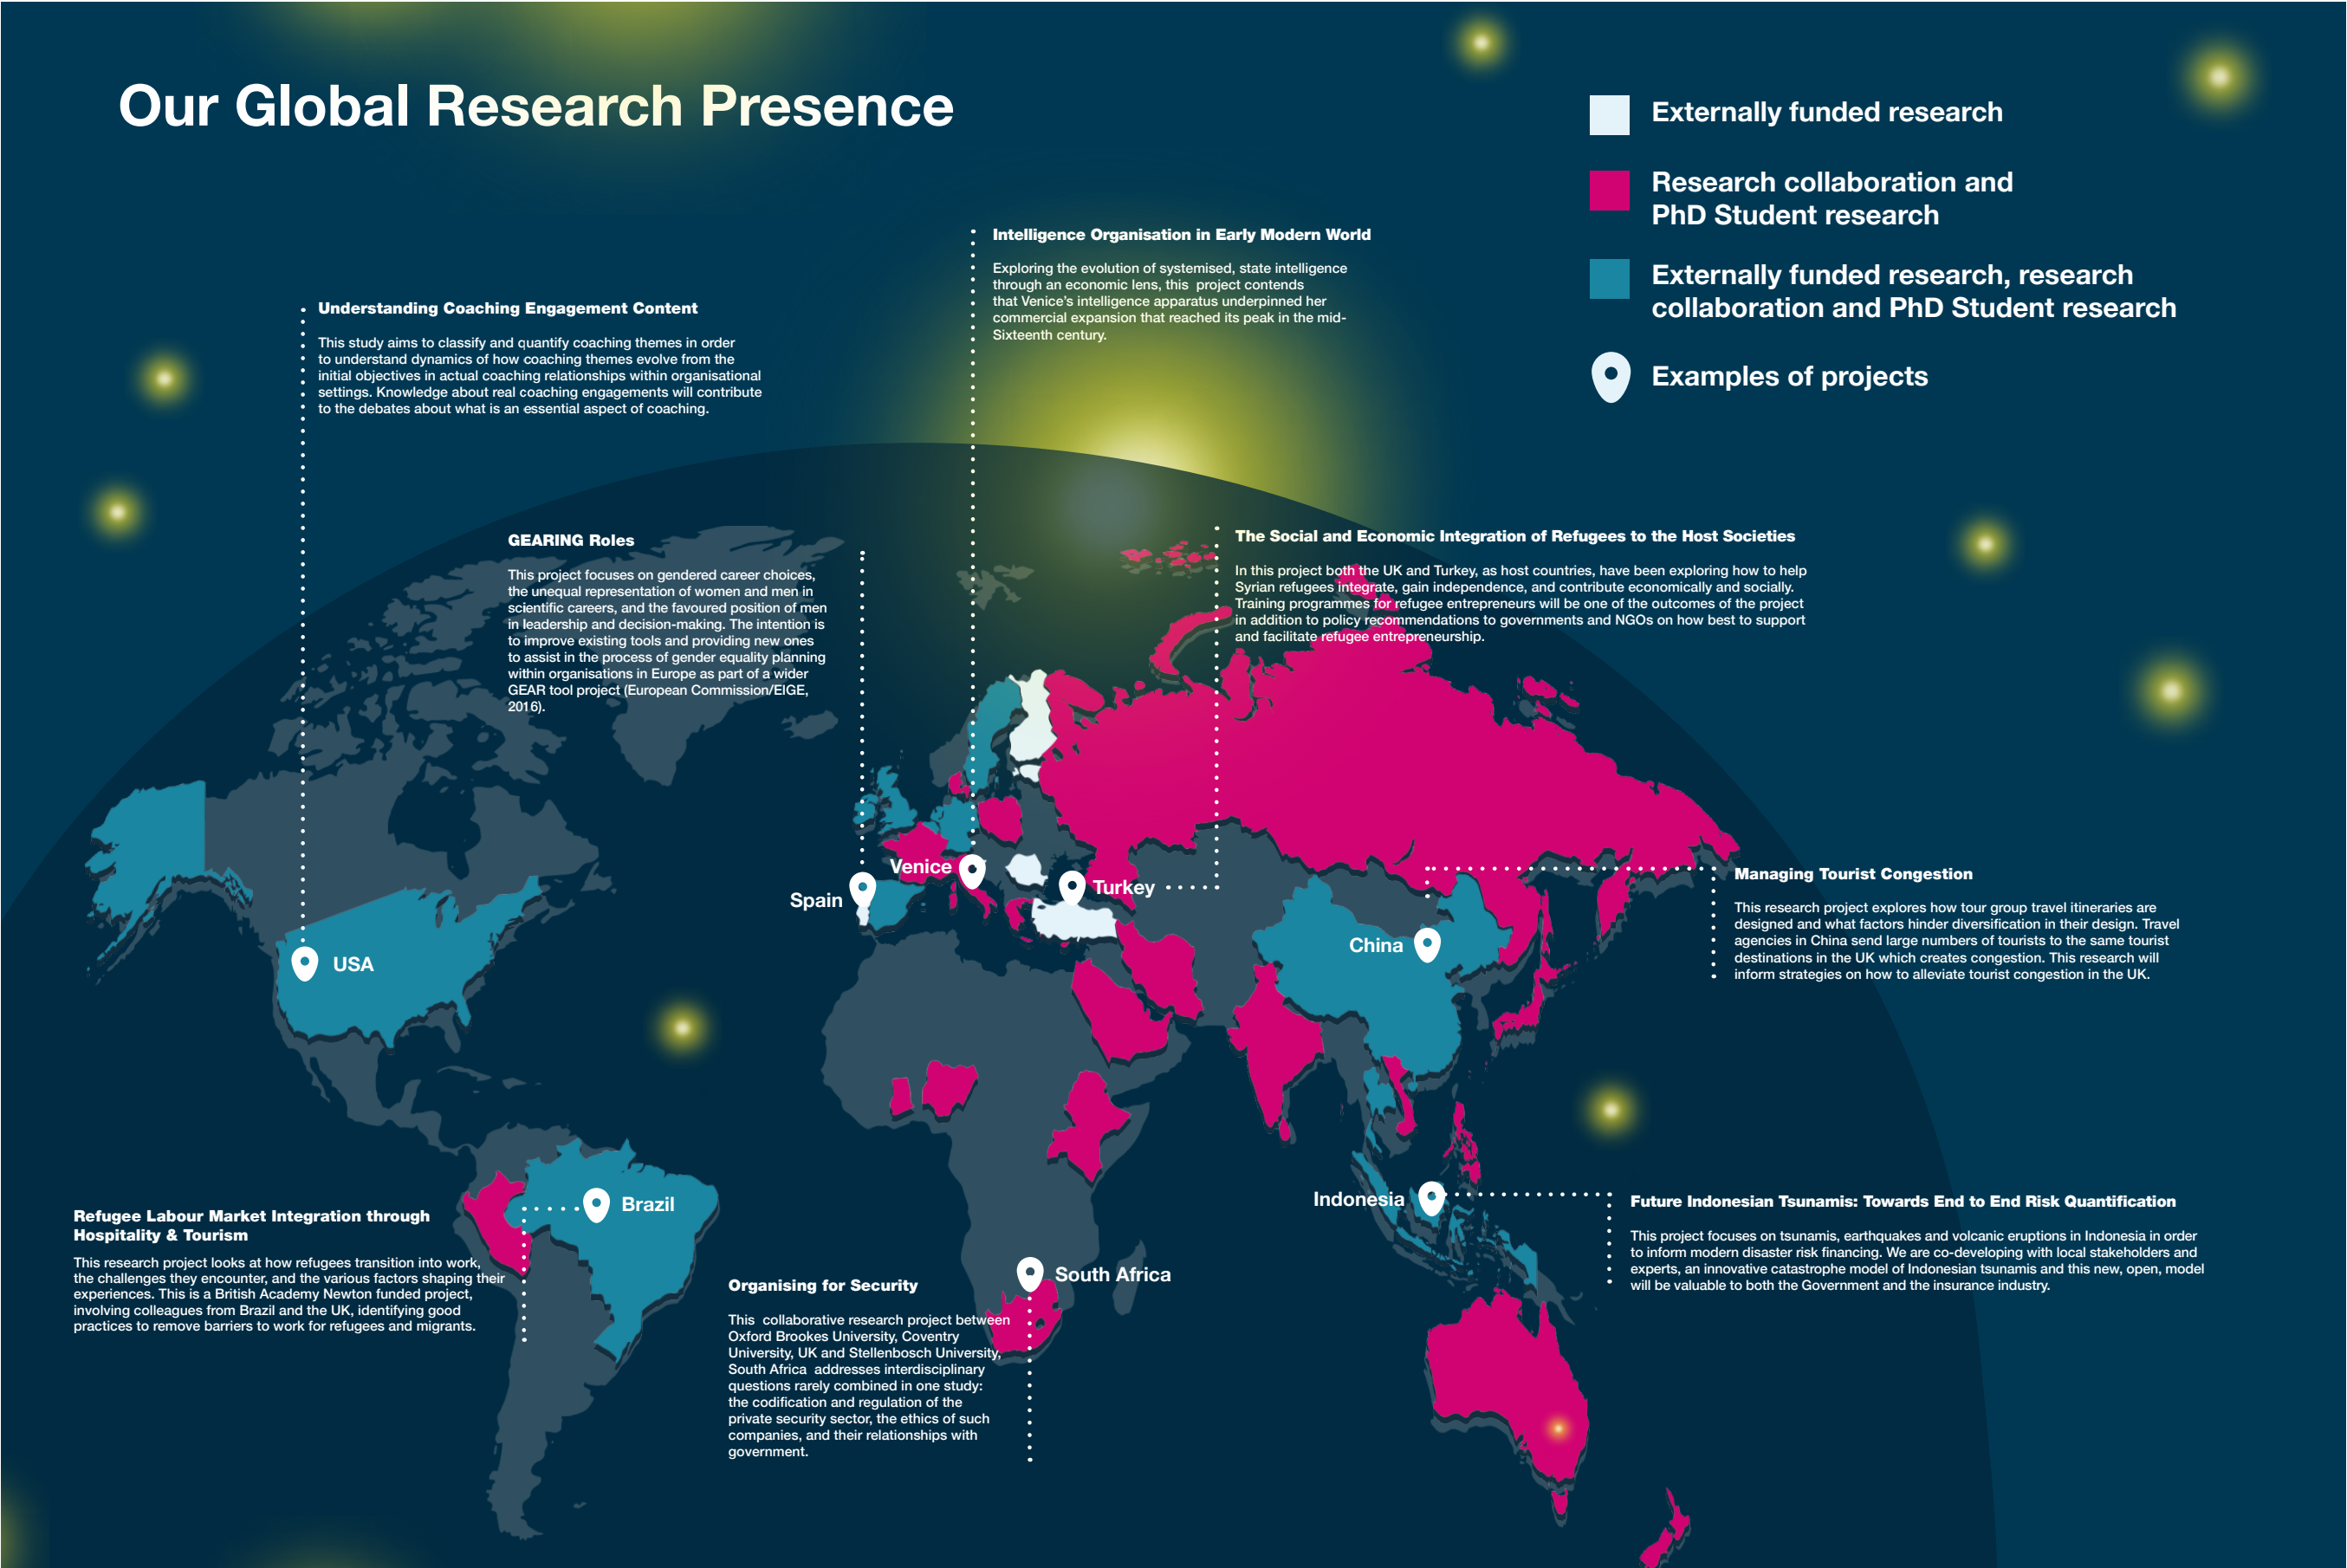 Our Global Research Presence
Externally funded research
Research collaboration and
PhD Student research
Externally funded research, research
collaboration and PhD Student research
Examples of projects
Intelligence Organisation in Early Modern World
Exploring the evolution of systemised, state intelligence
through an economic lens, this project contends
that Venice's intelligence apparatus underpinned her
commercial expansion that reached its peak in the mid-
Sixteenth century.
Understanding Coaching Engagement Content
This study aims to classify and quantify coaching themes in order
to understand dynamics of how coaching themes evolve from the
initial objectives in actual coaching relationships within organisational
settings. Knowledge about real coaching engagements will contribute
to the debates about what is an essential aspect of coaching.
GEARING Roles
This project focuses on gendered career choices,
the unequal representation of women and men in
scientific careers, and the favoured position of men
in leadership and decision-making. The intention is
to improve existing tools and providing new ones
to assist in the process of gender equality planning
within organisations in Europe as part of a wider
GEAR tool project (European Commission/EIGE,
2016).
The Social and Economic Integration of Refugees to the Host Societies
In this project both the UK and Turkey, as host countries, have been exploring how to help
Syrian refugees integrate, gain independence, and contribute economically and socially.
Training programmes for refugee entrepreneurs will be one of the outcomes of the project
in addition to policy recommendations to governments and NGOs on how best to support
and facilitate refugee entrepreneurship.
Venice
Spain
Turkey
China
USA
Managing Tourist Congestion
This research project explores how tour group travel itineraries are
designed and what factors hinder diversification in their design. Travel
agencies in China send large numbers of tourists to the same tourist
destinations in the UK which creates congestion. This research will
inform strategies on how to alleviate tourist congestion in the UK.
Brazil
Indonesia
South Africa
Refugee Labour Market Integration through
Hospitality & Tourism
This research project looks at how refugees transition into work,
the challenges they encounter, and the various factors shaping their
experiences. This is a British Academy Newton funded project,
involving colleagues from Brazil and the UK, identifying good
practices to remove barriers to work for refugees and migrants.
Organising for Security
This collaborative research project between
Oxford Brookes University, Coventry
University, UK and Stellenbosch University,
South Africa addresses interdisciplinary
questions rarely combined in one study:
the codification and regulation of the
private security sector, the ethics of such
companies, and their relationships with
government.
Future Indonesian Tsunamis: Towards End to End Risk Quantification
This project focuses on tsunamis, earthquakes and volcanic eruptions in Indonesia in order
to inform modern disaster risk financing. We are co-developing with local stakeholders and
experts, an innovative catastrophe model of Indonesian tsunamis and this new, open, model
will be valuable to both the Government and the insurance industry.